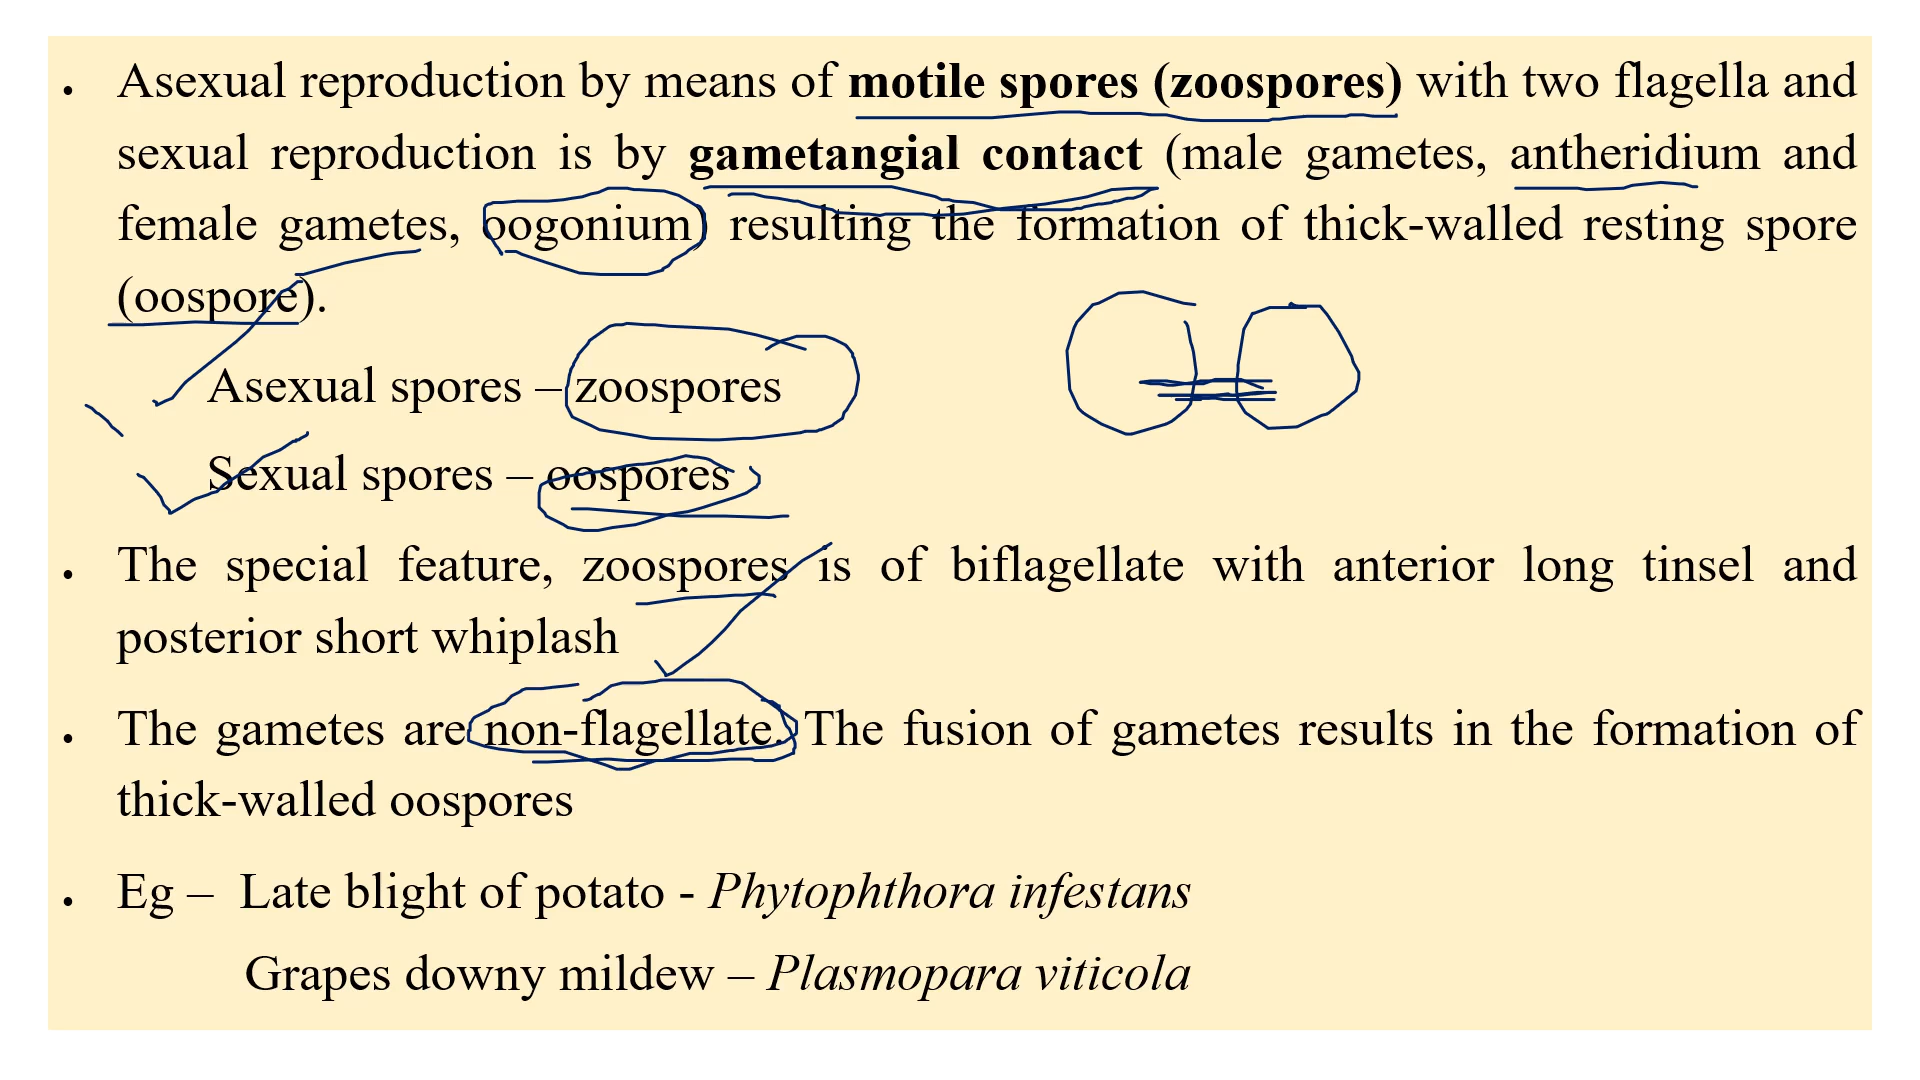 • Asexual reproduction by means of motile spores (zoospores) with two flagella and
sexual reproduction is by gametangial contact (male gametes, antheridium and
female gametes, oogonium) resulting the formation of thick-walled resting spore
(oospore).
Asexual spores – zoospores
Sexual spores – oospores
• The special feature, zoospores is of biflagellate with anterior long tinsel and
posterior short whiplash
• The gametes are non-flagellate. The fusion of gametes results in the formation of
thick-walled oospores
• Eg – Late blight of potato - Phytophthora infestans
Grapes downy mildew – Plasmopara viticola